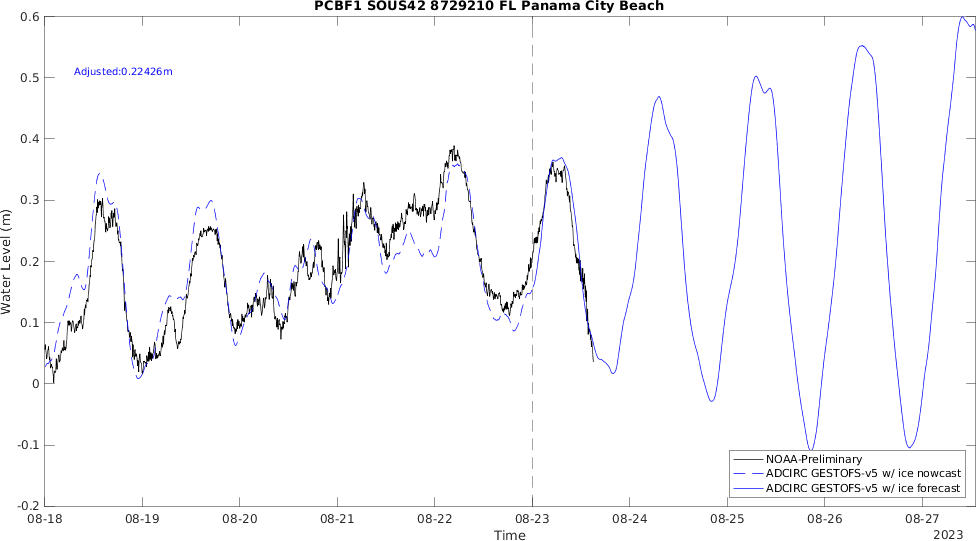 PCBF1 SOUS42 8729210 FL Panama City Beach
0.6
0.5
0.4
0.3
0.2
0.1
0
-0.1
-0.2
Water Level (m)
Adjusted:0.22426m
NOAA-Preliminary
ADCIRC GESTOFS-v5 w/ ice nowcast
ADCIRC GESTOFS-v5 w/ ice forecast
08-18 08-19 08-20 08-21 08-22 08-23 08-24 08-25 08-26 08-27
Time
2023